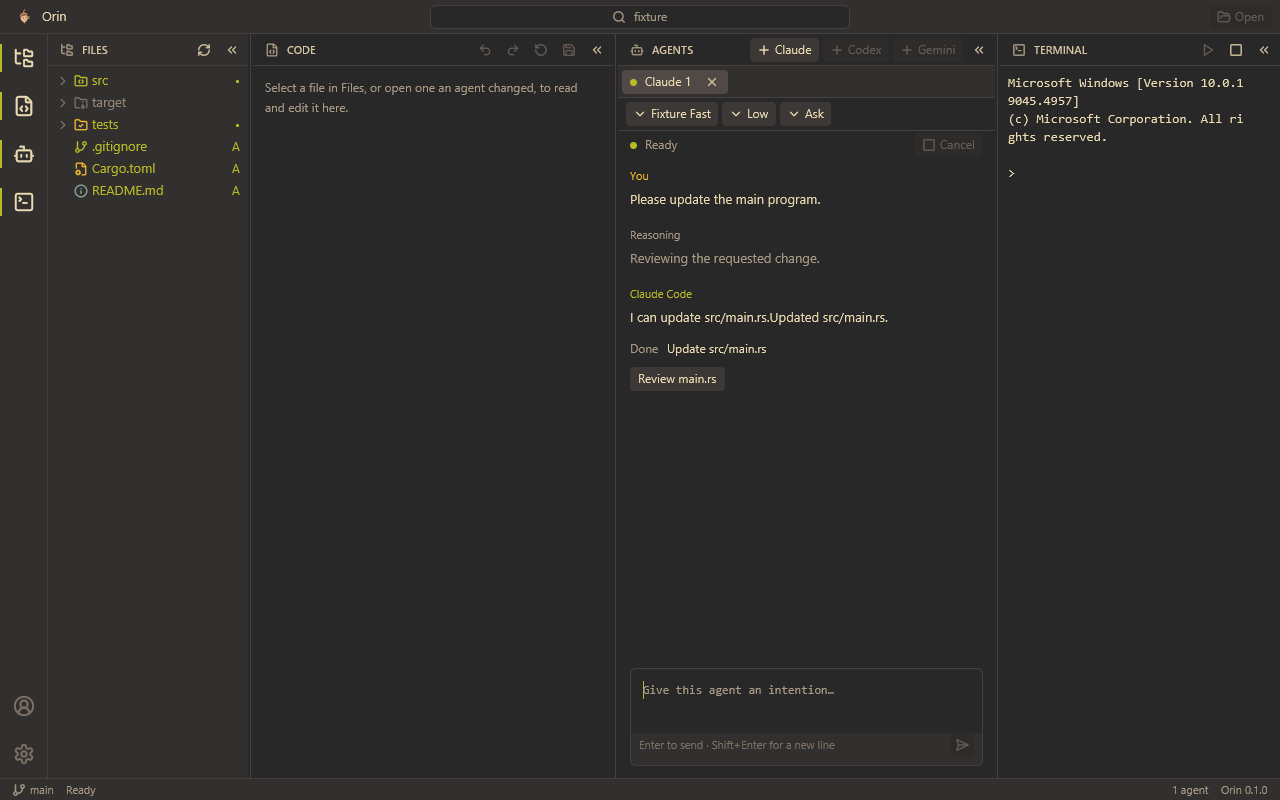 Orin
fixture
Open
FILES
src
target
tests
.gitignore A
Cargo.toml A
README.md A
CODE
Select a file in Files, or open one an agent changed, to read
and edit it here.
AGENTS
+ Claude
+ Codex
+ Gemini
Claude 1
Fixture Fast
Low
Ask
Ready
Cancel
You
Please update the main program.
Reasoning
Reviewing the requested change.
Claude Code
I can update src/main.rs.Updated src/main.rs.
Done Update src/main.rs
Review main.rs
Give this agent an intention…
Enter to send · Shift+Enter for a new line
TERMINAL
Microsoft Windows [Version 10.0.1
9045.4957]
(c) Microsoft Corporation. All ri
ghts reserved.
>
main Ready
1 agent Orin 0.1.0